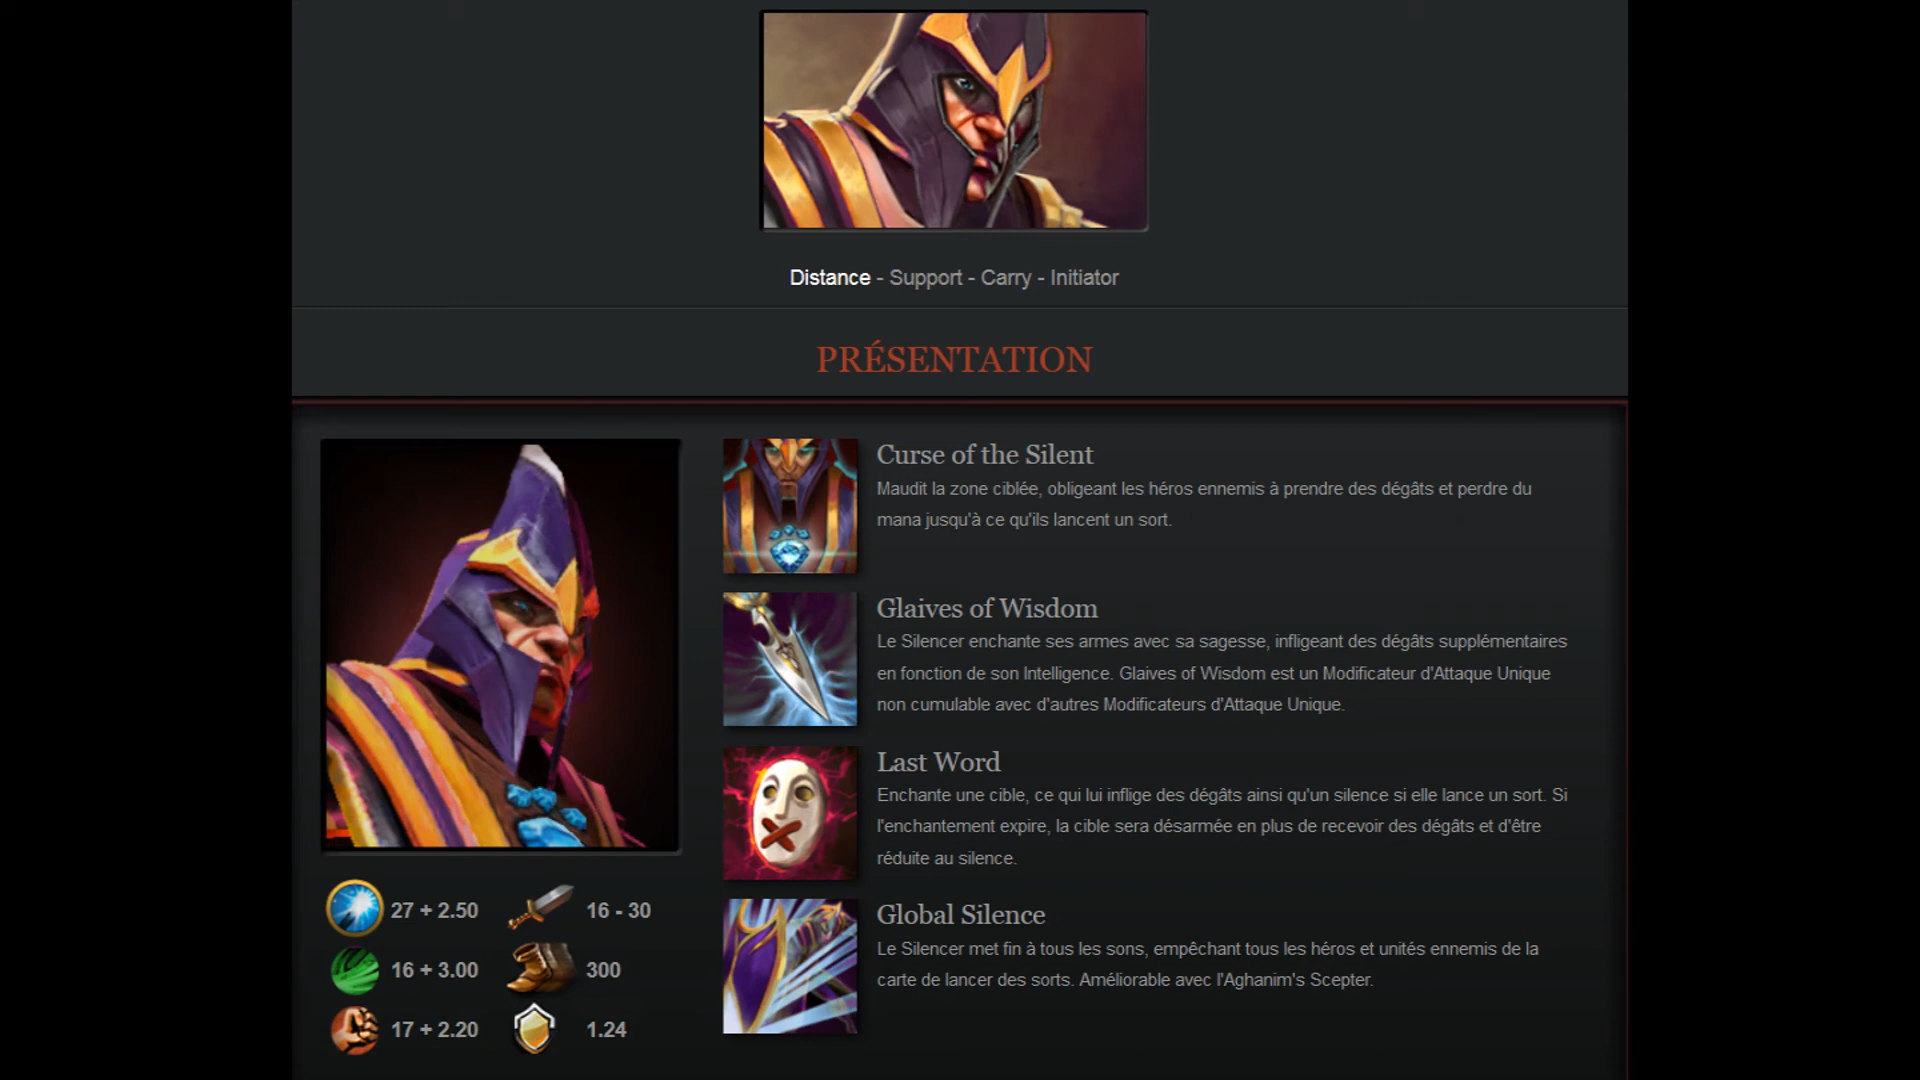 Distance - Support - Carry - Initiator
PRÉSENTATION
Curse of the Silent
Maudit la zone ciblée, obligeant les héros ennemis à prendre des dégâts et perdre du
mana jusqu'à ce qu'ils lancent un sort.
Glaives of Wisdom
Le Silencer enchante ses armes avec sa sagesse, infligeant des dégâts supplémentaires
en fonction de son Intelligence. Glaives of Wisdom est un Modificateur d'Attaque Unique
non cumulable avec d'autres Modificateurs d'Attaque Unique.
Last Word
Enchante une cible, ce qui lui inflige des dégâts ainsi qu'un silence si elle lance un sort. Si
l'enchantement expire, la cible sera désarmée en plus de recevoir des dégâts et d'être
réduite au silence.
Global Silence
Le Silencer met fin à tous les sons, empêchant tous les héros et unités ennemis de la
carte de lancer des sorts. Améliorable avec l'Aghanim's Scepter.
27 + 2.50 16 - 30
16 + 3.00 300
17 + 2.20 1.24